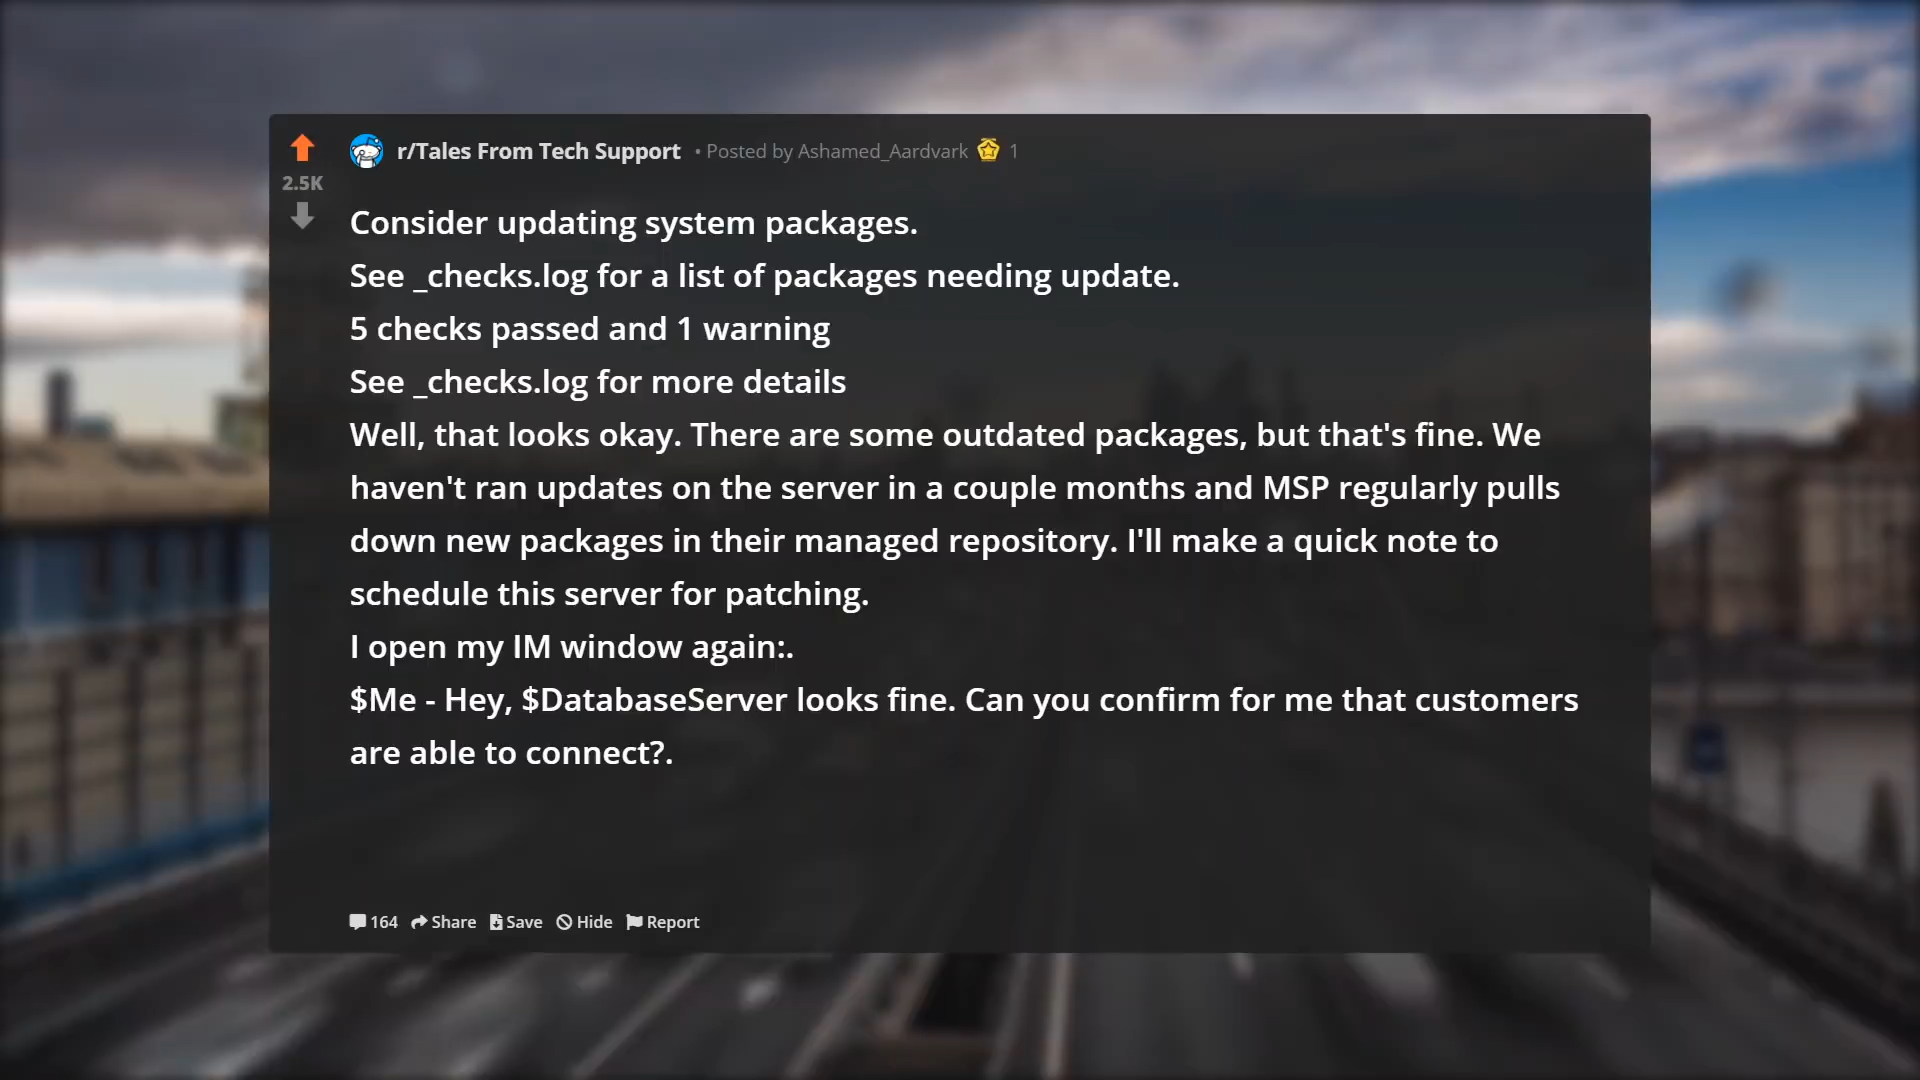 r/Tales From Tech Support • Posted by Ashamed_Aardvark 1
2.5K
Consider updating system packages.
See _checks.log for a list of packages needing update.
5 checks passed and 1 warning
See _checks.log for more details
Well, that looks okay. There are some outdated packages, but that's fine. We
haven't ran updates on the server in a couple months and MSP regularly pulls
down new packages in their managed repository. I'll make a quick note to
schedule this server for patching.
I open my IM window again:.
$Me - Hey, $DatabaseServer looks fine. Can you confirm for me that customers
are able to connect?.
164 Share Save Hide Report